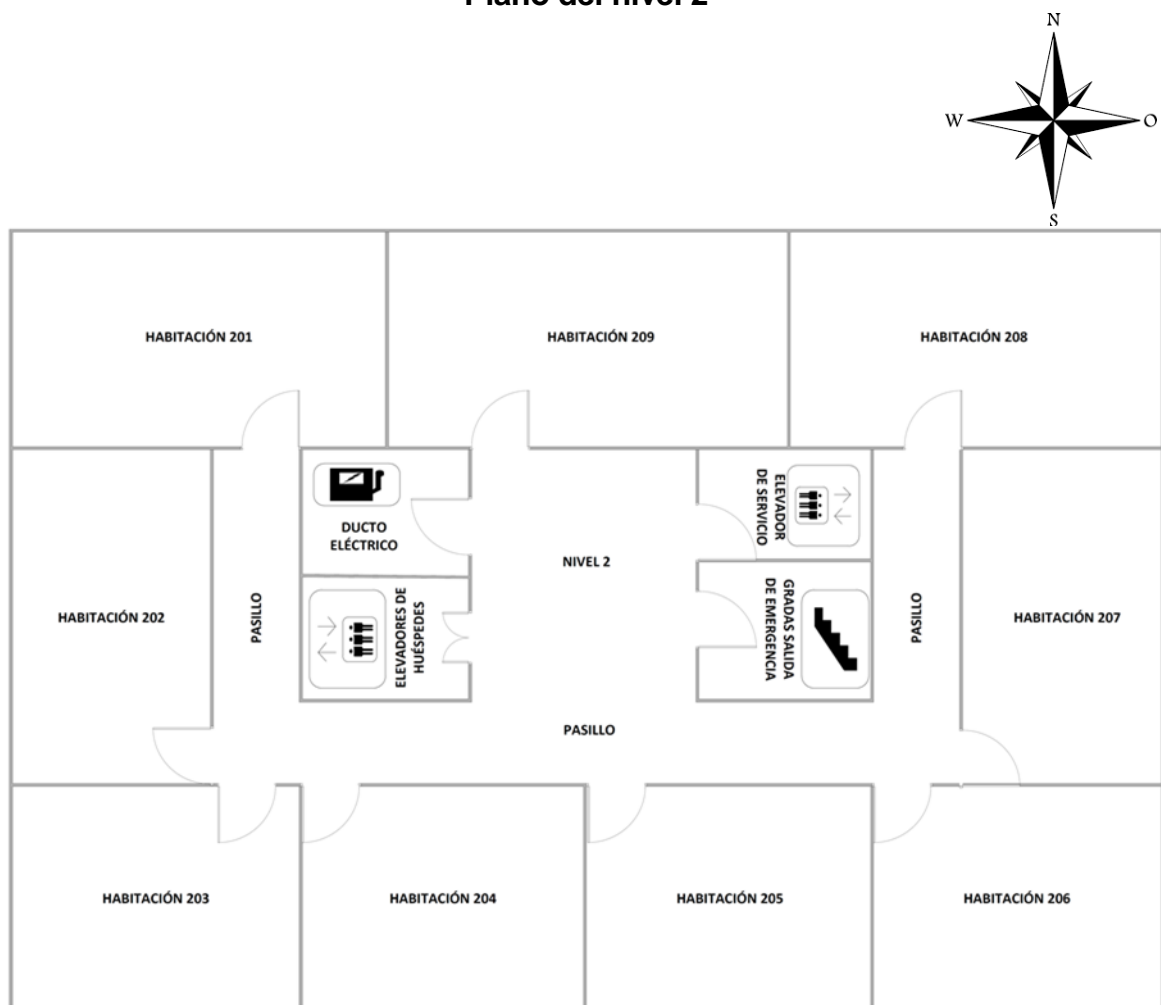 Plano del nivel 2
N
W
O
S
HABITACIÓN 201
HABITACIÓN 209
HABITACIÓN 208
DUCTO
ELÉCTRICO
ELEVADOR
DE SERVICIO
NIVEL 2
HABITACIÓN 202
PASILLO
ELEVADORES DE
HUÉSPEDES
GRADAS SALIDA
DE EMERGENCIA
PASILLO
HABITACIÓN 207
PASILLO
HABITACIÓN 203
HABITACIÓN 204
HABITACIÓN 205
HABITACIÓN 206